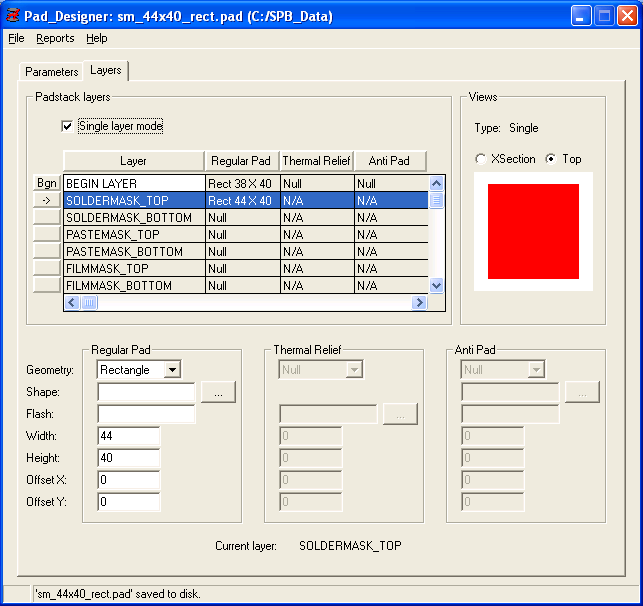 Pad_Designer: sm_44x40_rect.pad (C:/SPB_Data)
File Reports Help
Parameters Layers
Padstack layers
Single layer mode
Layer Regular Pad Thermal Relief Anti Pad
Bgn BEGIN LAYER Rect 38 X 40 Null Null
-> SOLDERMASK_TOP Rect 44 X 40 N/A N/A
SOLDERMASK_BOTTOM Null N/A N/A
PASTEMASK_TOP Null N/A N/A
PASTEMASK_BOTTOM Null N/A N/A
FILMMASK_TOP Null N/A N/A
FILMMASK_BOTTOM Null N/A N/A
Views
Type: Single
XSection Top
Regular Pad Thermal Relief Anti Pad
Geometry: Rectangle Null Null
Shape: ... ...
Flash: ...
Width: 44 0 0
Height: 40 0 0
Offset X: 0 0 0
Offset Y: 0 0 0
Current layer: SOLDERMASK_TOP
'sm_44x40_rect.pad' saved to disk.